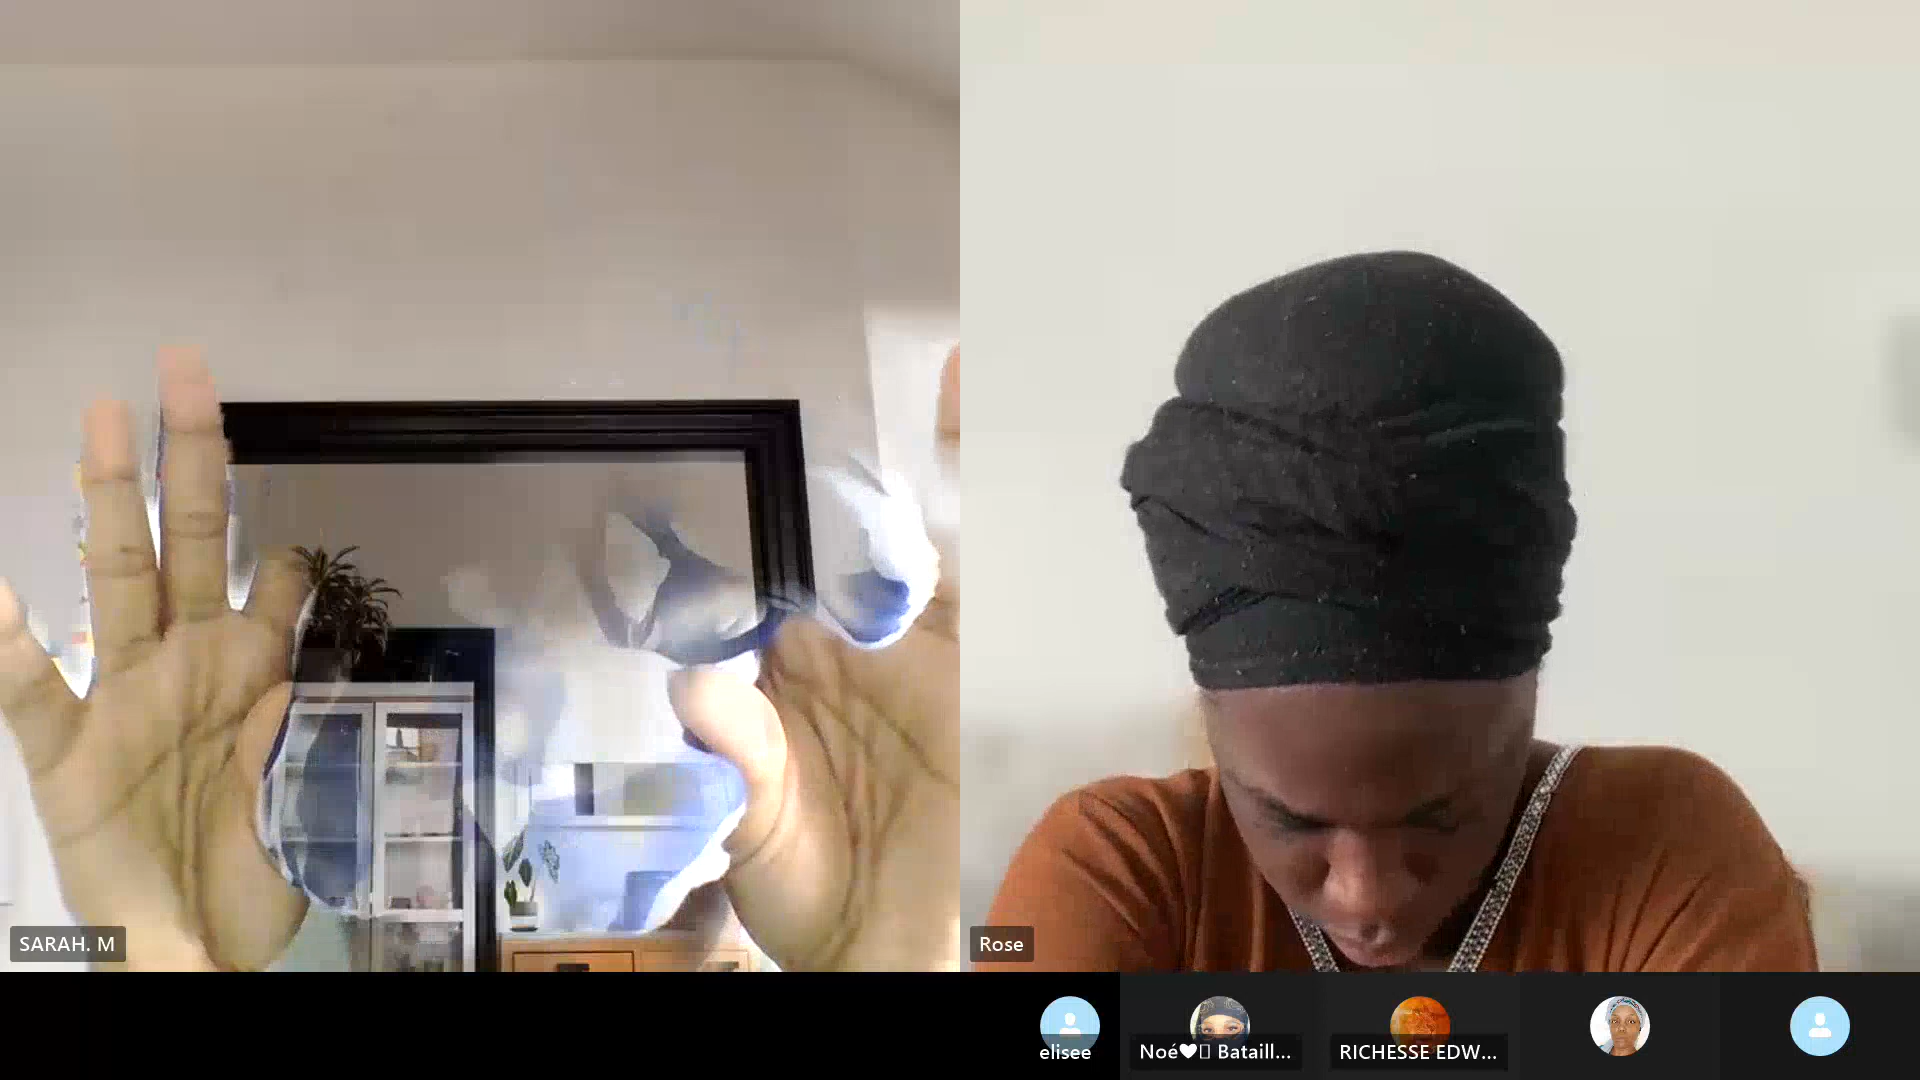 SARAH. M
Rose
elisee
Noé❤▯ Bataill...
RICHESSE EDW...